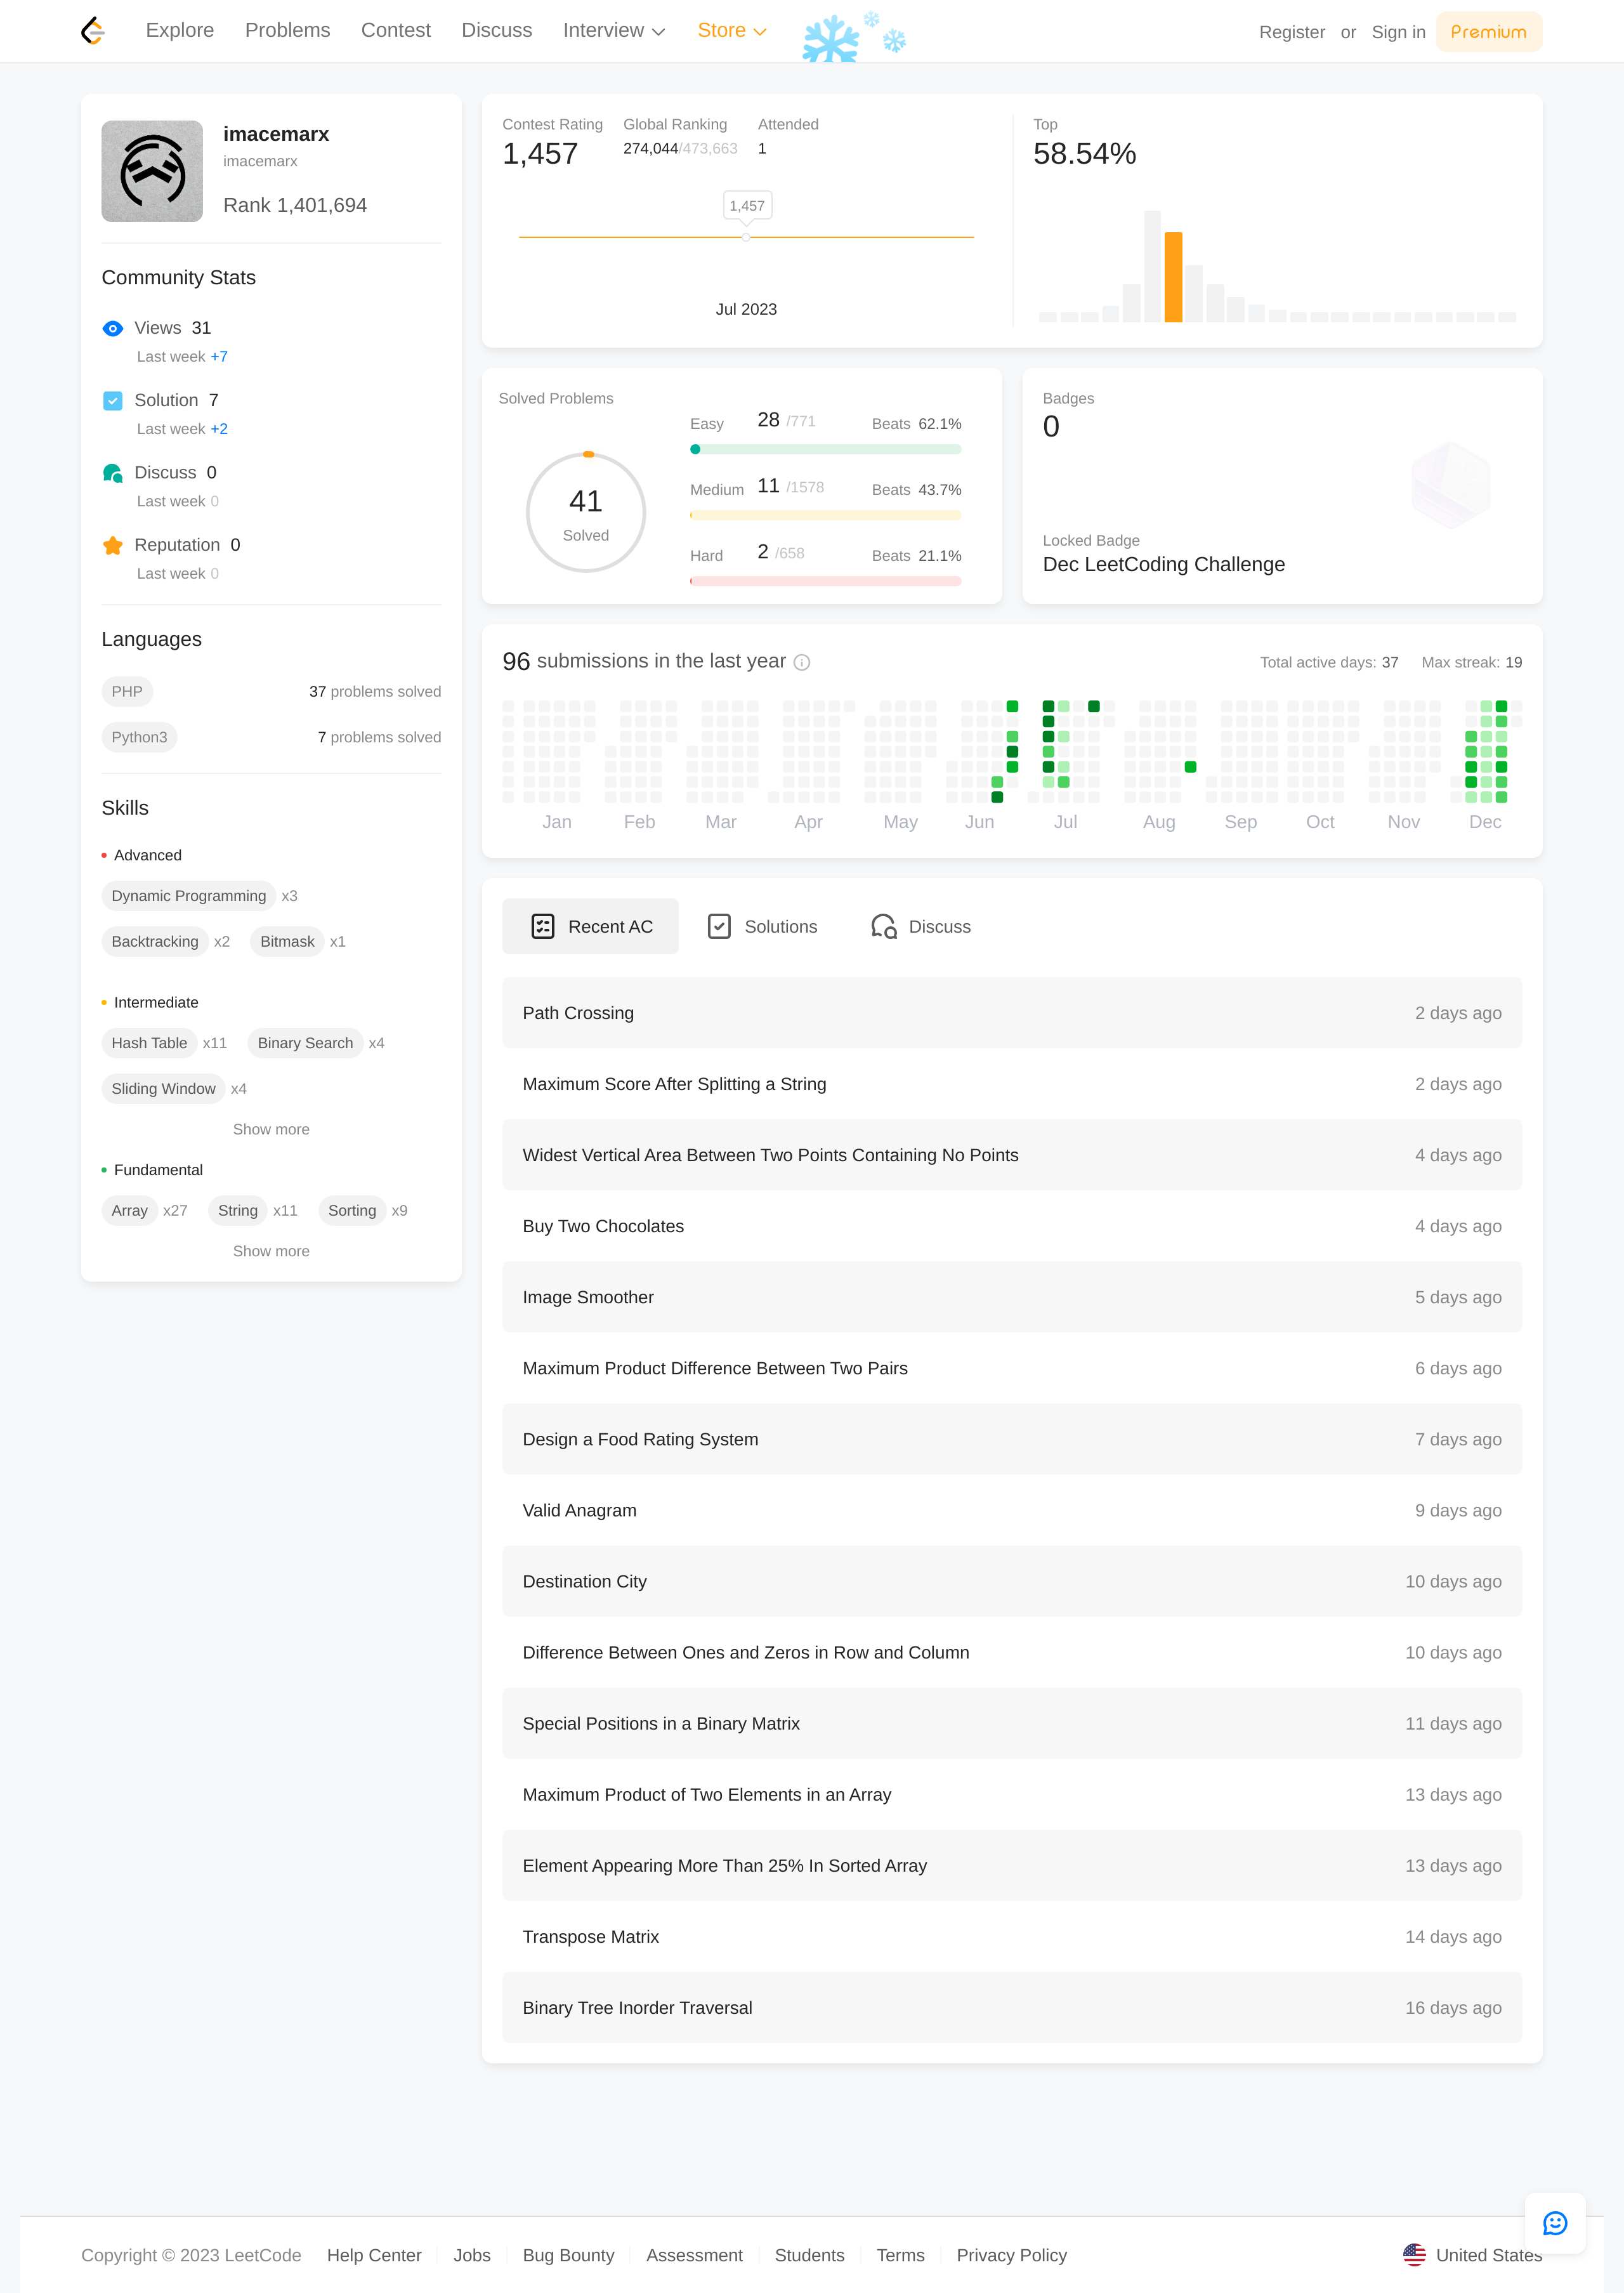 Explore Problems Contest Discuss Interview Store Register or Sign in Premium
imacemarx
imacemarx
Rank 1,401,694
Community Stats
Views 31
Last week +7
Solution 7
Last week +2
Discuss 0
Last week 0
Reputation 0
Last week 0
Languages
PHP 37 problems solved
Python3 7 problems solved
Skills
Advanced
Dynamic Programming x3
Backtracking x2 Bitmask x1
Intermediate
Hash Table x11 Binary Search x4
Sliding Window x4
Show more
Fundamental
Array x27 String x11 Sorting x9
Show more
Contest Rating Global Ranking Attended
1,457 274,044/473,663 1
1,457
Jul 2023
Top
58.54%
Solved Problems
41
Solved
Easy 28 /771 Beats 62.1%
Medium 11 /1578 Beats 43.7%
Hard 2 /658 Beats 21.1%
Badges
0
Locked Badge
Dec LeetCoding Challenge
96 submissions in the last year Total active days: 37 Max streak: 19
Jan Feb Mar Apr May Jun Jul Aug Sep Oct Nov Dec
Recent AC Solutions Discuss
Path Crossing 2 days ago
Maximum Score After Splitting a String 2 days ago
Widest Vertical Area Between Two Points Containing No Points 4 days ago
Buy Two Chocolates 4 days ago
Image Smoother 5 days ago
Maximum Product Difference Between Two Pairs 6 days ago
Design a Food Rating System 7 days ago
Valid Anagram 9 days ago
Destination City 10 days ago
Difference Between Ones and Zeros in Row and Column 10 days ago
Special Positions in a Binary Matrix 11 days ago
Maximum Product of Two Elements in an Array 13 days ago
Element Appearing More Than 25% In Sorted Array 13 days ago
Transpose Matrix 14 days ago
Binary Tree Inorder Traversal 16 days ago
Copyright © 2023 LeetCode Help Center Jobs Bug Bounty Assessment Students Terms Privacy Policy United States